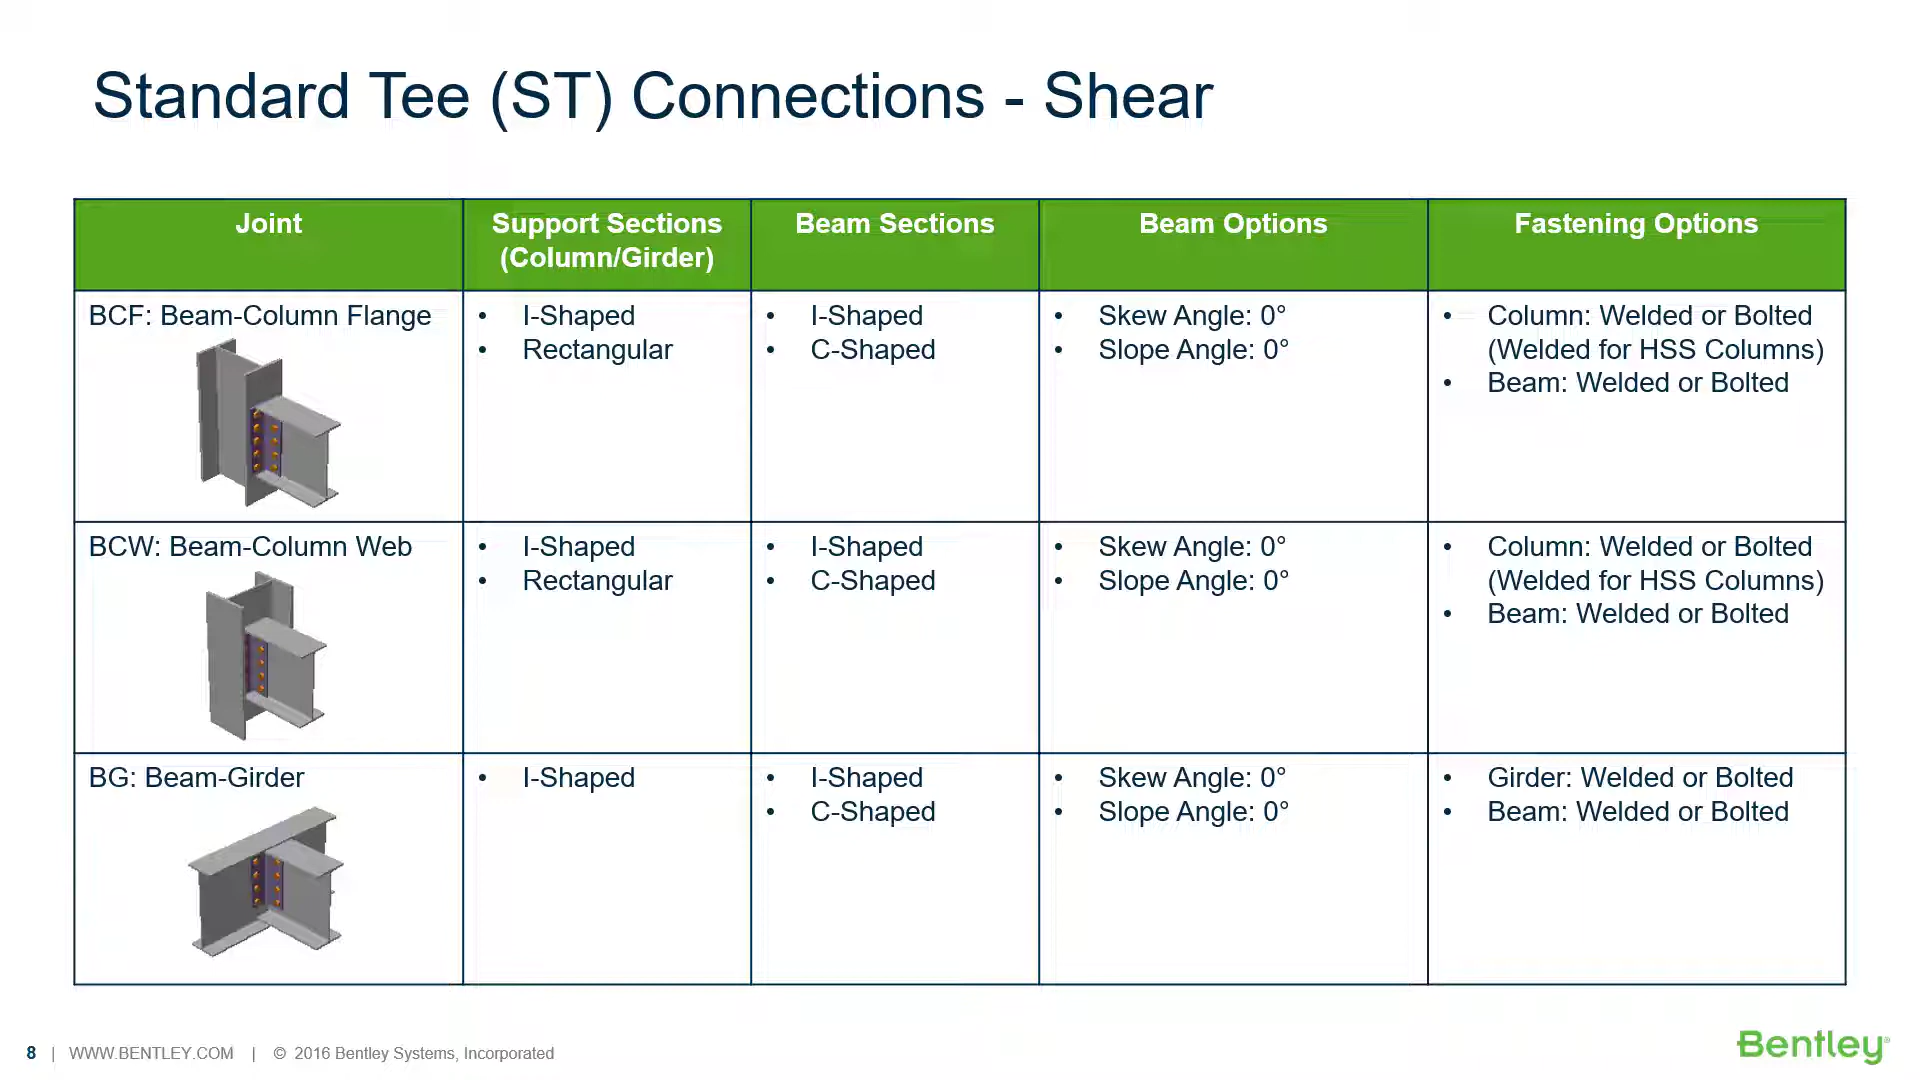 Standard Tee (ST) Connections - Shear
Joint
Support Sections
(Column/Girder)
Beam Sections
Beam Options
Fastening Options
BCF: Beam-Column Flange
• I-Shaped
• Rectangular
• I-Shaped
• C-Shaped
• Skew Angle: 0°
• Slope Angle: 0°
• Column: Welded or Bolted
(Welded for HSS Columns)
• Beam: Welded or Bolted
BCW: Beam-Column Web
• I-Shaped
• Rectangular
• I-Shaped
• C-Shaped
• Skew Angle: 0°
• Slope Angle: 0°
• Column: Welded or Bolted
(Welded for HSS Columns)
• Beam: Welded or Bolted
BG: Beam-Girder
• I-Shaped
• I-Shaped
• C-Shaped
• Skew Angle: 0°
• Slope Angle: 0°
• Girder: Welded or Bolted
• Beam: Welded or Bolted
8 | WWW.BENTLEY.COM | © 2016 Bentley Systems, Incorporated
Bentley®